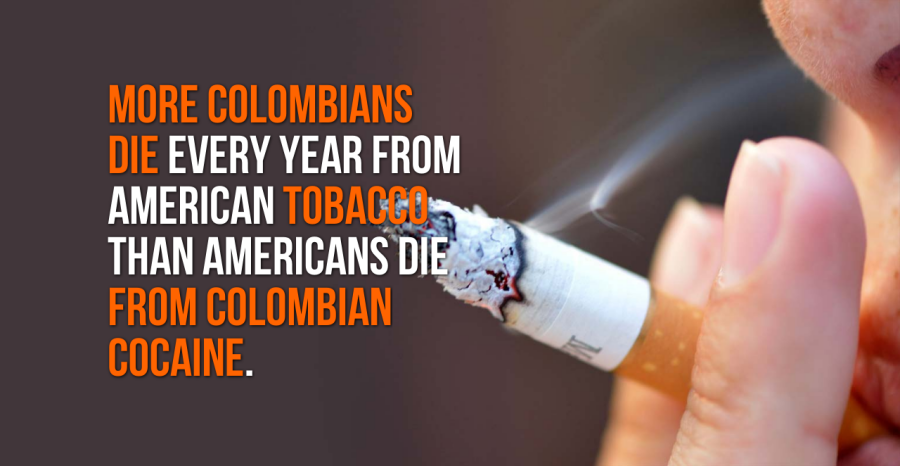 MORE COLOMBIANS
DIE EVERY YEAR FROM
AMERICAN TOBACCO
THAN AMERICANS DIE
FROM COLOMBIAN
COCAINE.
M